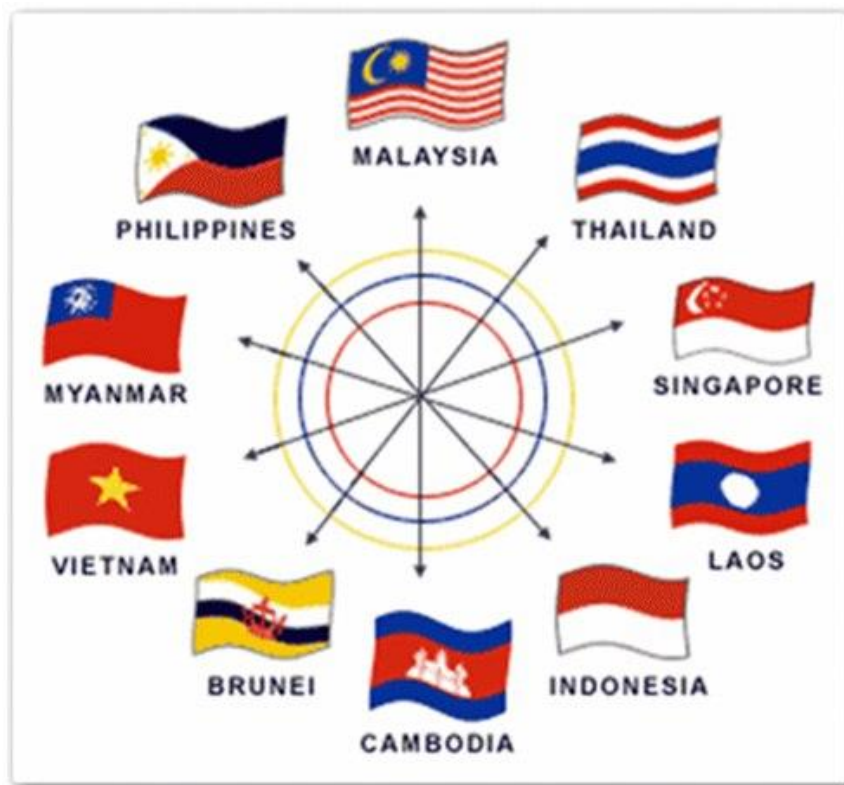 MALAYSIA
PHILIPPINES
THAILAND
MYANMAR
SINGAPORE
VIETNAM
LAOS
BRUNEI
INDONESIA
CAMBODIA